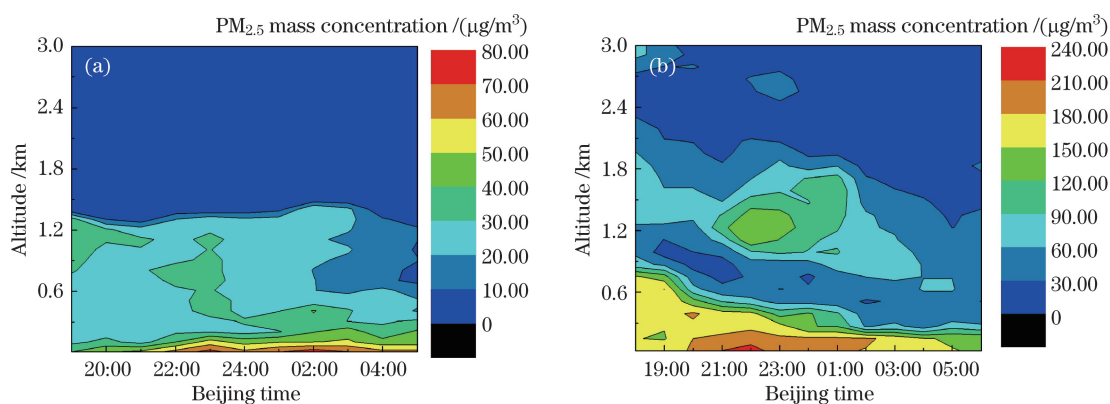 PM2.5 mass concentration /(μg/m3)
(a)
3.0
2.4
1.8
1.2
0.6
Altitude /km
20:00 22:00 24:00 02:00 04:00
Beijing time
80.00
70.00
60.00
50.00
40.00
30.00
20.00
10.00
0
PM2.5 mass concentration /(μg/m3)
(b)
3.0
2.4
1.8
1.2
0.6
Altitude /km
19:00 21:00 23:00 01:00 03:00 05:00
Beijing time
240.00
210.00
180.00
150.00
120.00
90.00
60.00
30.00
0